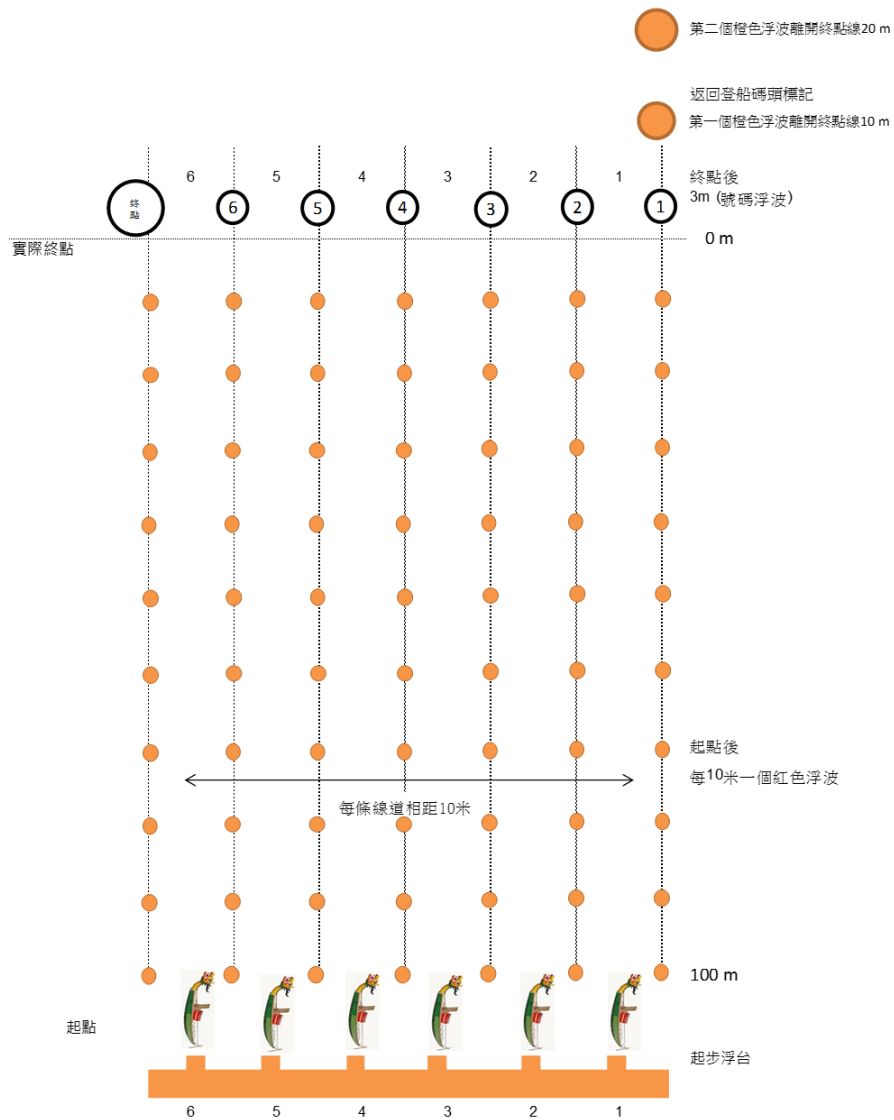 第二個橙色浮波離開終點線20 m
返回登船碼頭標記
第一個橙色浮波離開終點線10 m
6 5 4 3 2 1
終點後
3m (號碼浮波)
終
點
6 5 4 3 2 1
0 m
實際終點
起點後
每10米一個紅色浮波
每條線道相距10米
100 m
起點
起步浮台
6 5 4 3 2 1